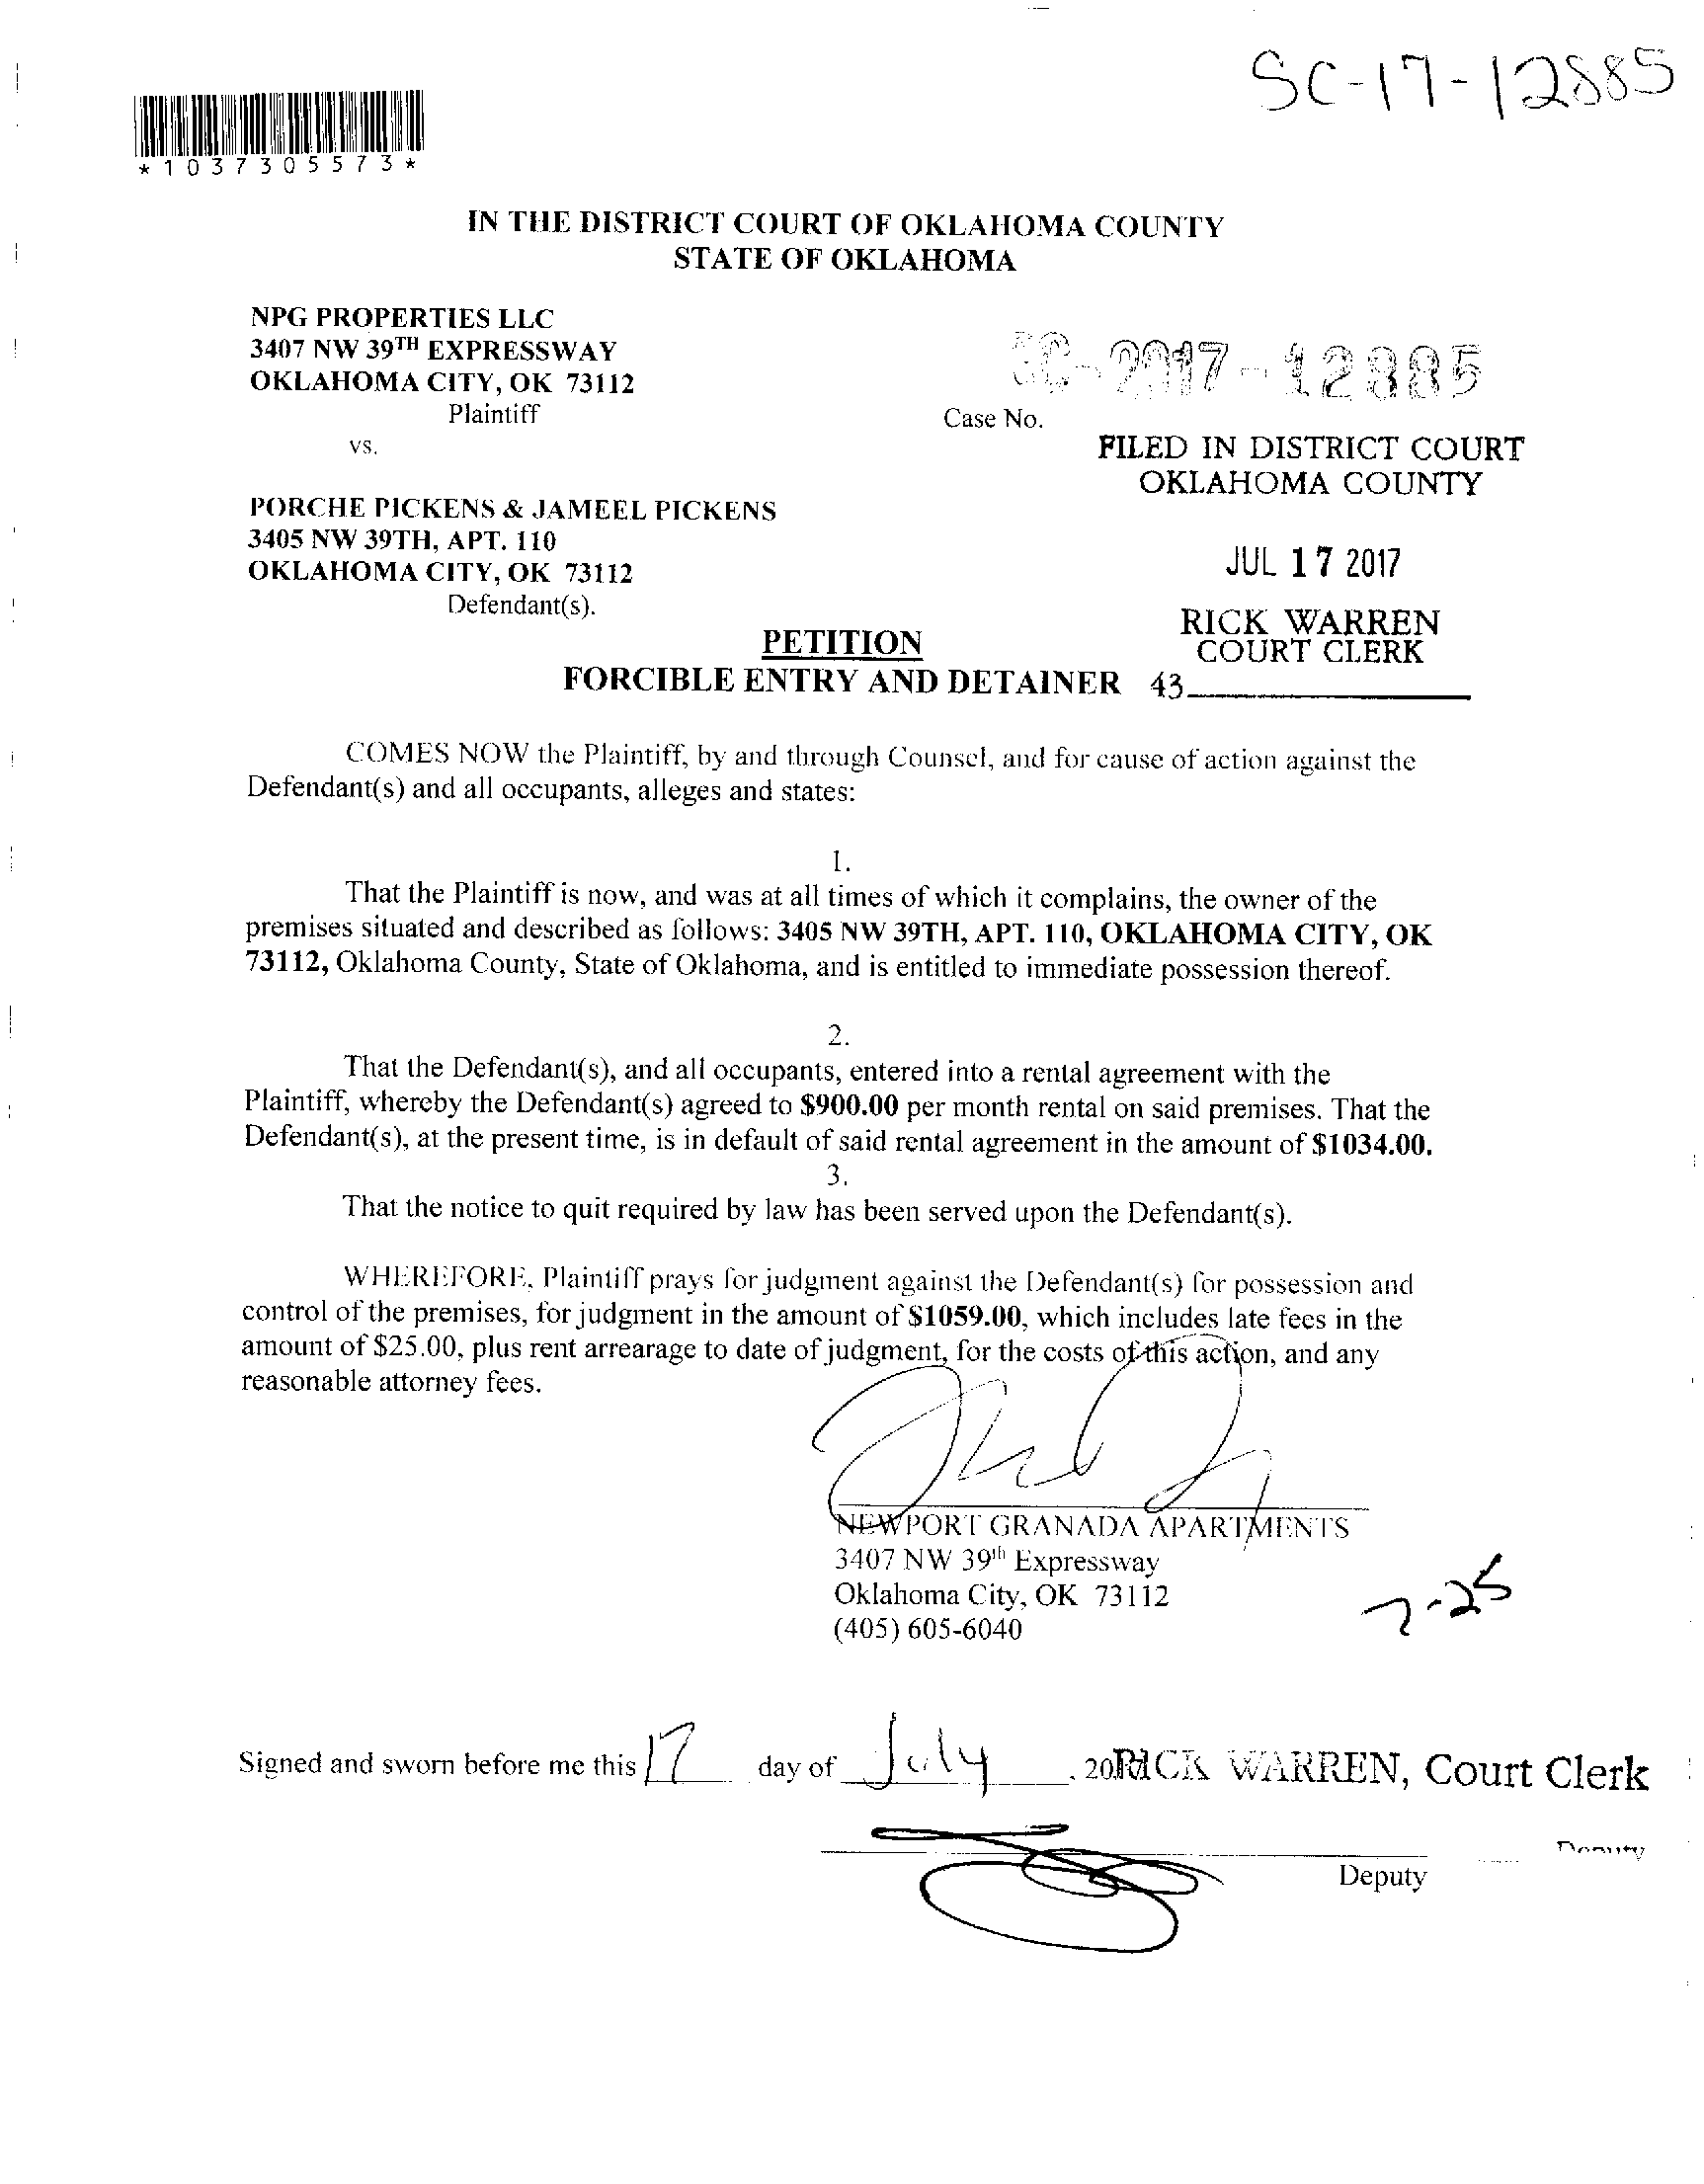 SC-17-12885
*1037305573*
IN THE DISTRICT COURT OF OKLAHOMA COUNTY
STATE OF OKLAHOMA
NPG PROPERTIES LLC
3407 NW 39TH EXPRESSWAY
OKLAHOMA CITY, OK 73112
Plaintiff
SC-2017-12885
Case No.
vs.
FILED IN DISTRICT COURT
OKLAHOMA COUNTY
PORCHE PICKENS & JAMEEL PICKENS
3405 NW 39TH, APT. 110
OKLAHOMA CITY, OK 73112
Defendant(s).
JUL 17 2017
RICK WARREN
COURT CLERK
43
PETITION
FORCIBLE ENTRY AND DETAINER
COMES NOW the Plaintiff, by and through Counsel, and for cause of action against the
Defendant(s) and all occupants, alleges and states:
1.
That the Plaintiff is now, and was at all times of which it complains, the owner of the
premises situated and described as follows: 3405 NW 39TH, APT. 110, OKLAHOMA CITY, OK
73112, Oklahoma County, State of Oklahoma, and is entitled to immediate possession thereof.
2.
That the Defendant(s), and all occupants, entered into a rental agreement with the
Plaintiff, whereby the Defendant(s) agreed to $900.00 per month rental on said premises. That the
Defendant(s), at the present time, is in default of said rental agreement in the amount of $1034.00.
3.
That the notice to quit required by law has been served upon the Defendant(s).
WHEREFORE, Plaintiff prays for judgment against the Defendant(s) for possession and
control of the premises, for judgment in the amount of $1059.00, which includes late fees in the
amount of $25.00, plus rent arrearage to date of judgment, for the costs of this action, and any
reasonable attorney fees.
NEWPORT GRANADA APARTMENTS
3407 NW 39th Expressway
Oklahoma City, OK 73112
(405) 605-6040
7-25
Signed and sworn before me this 17 day of July, 20
RICK WARREN, Court Clerk
Deputy
Deputy